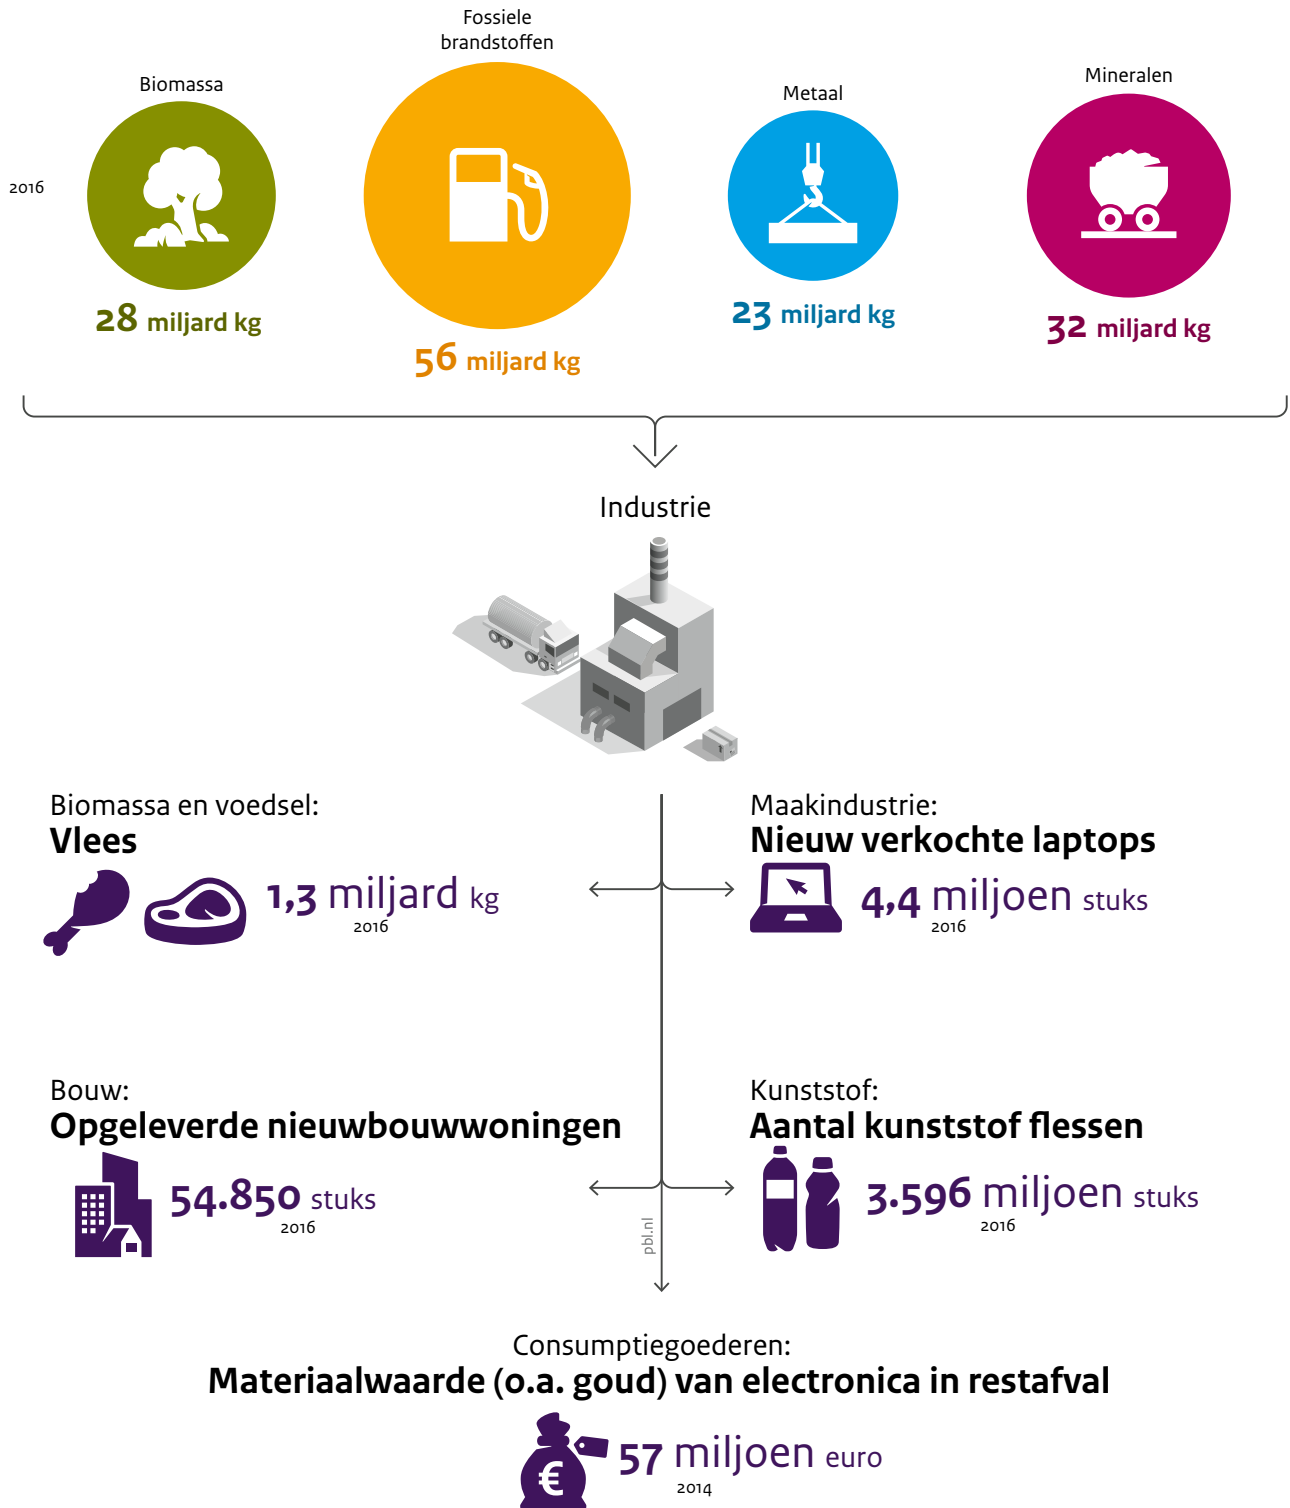 Fossiele
brandstoffen
Biomassa
Metaal
Mineralen
2016
28 miljard kg
56 miljard kg
23 miljard kg
32 miljard kg
Industrie
Biomassa en voedsel:
Vlees
1,3 miljard kg
2016
Maakindustrie:
Nieuw verkochte laptops
4,4 miljoen stuks
2016
Bouw:
Opgeleverde nieuwbouwwoningen
54.850 stuks
2016
Kunststof:
Aantal kunststof flessen
3.596 miljoen stuks
2016
pbl.nl
Consumptiegoederen:
Materiaalwaarde (o.a. goud) van electronica in restafval
€
57 miljoen euro
2014